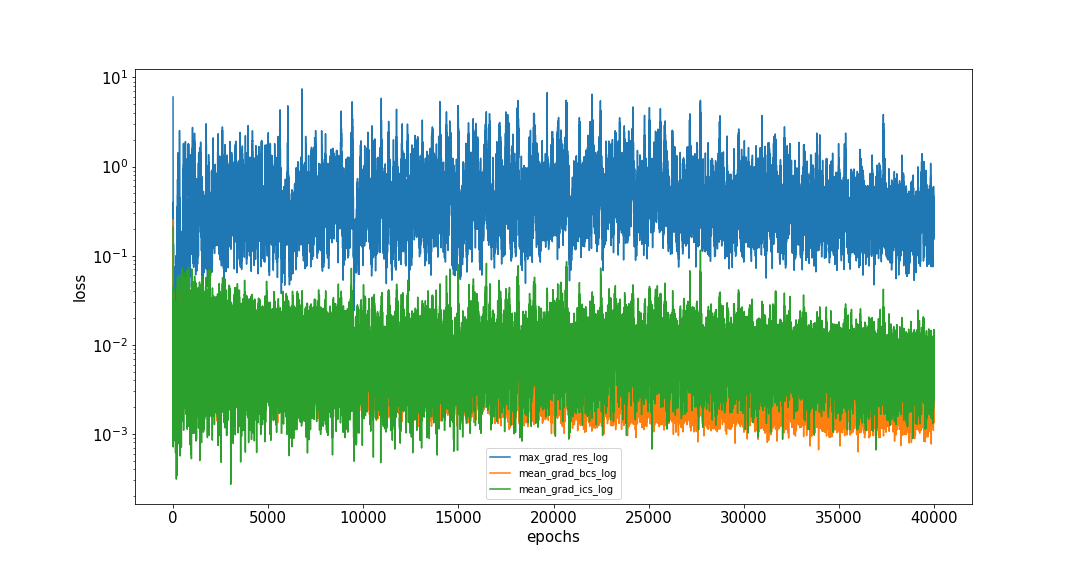 loss
10¹
10⁰
10⁻¹
10⁻²
10⁻³
max_grad_res_log
mean_grad_bcs_log
mean_grad_ics_log
0 5000 10000 15000 20000 25000 30000 35000 40000
epochs